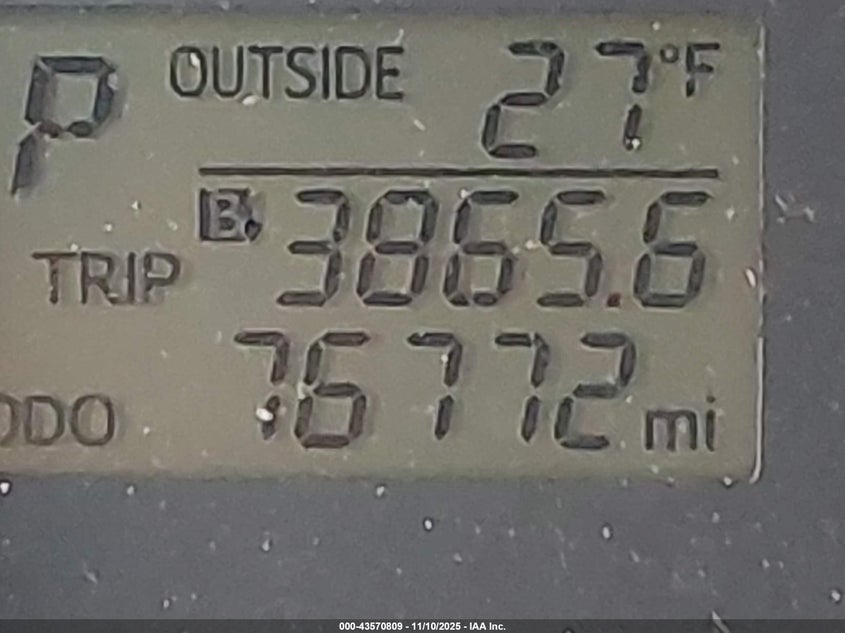 P OUTSIDE 27°F
B. 3865.6
TRIP
76772 mi
ODO
000-43570809 - 11/10/2025 - IAA Inc.